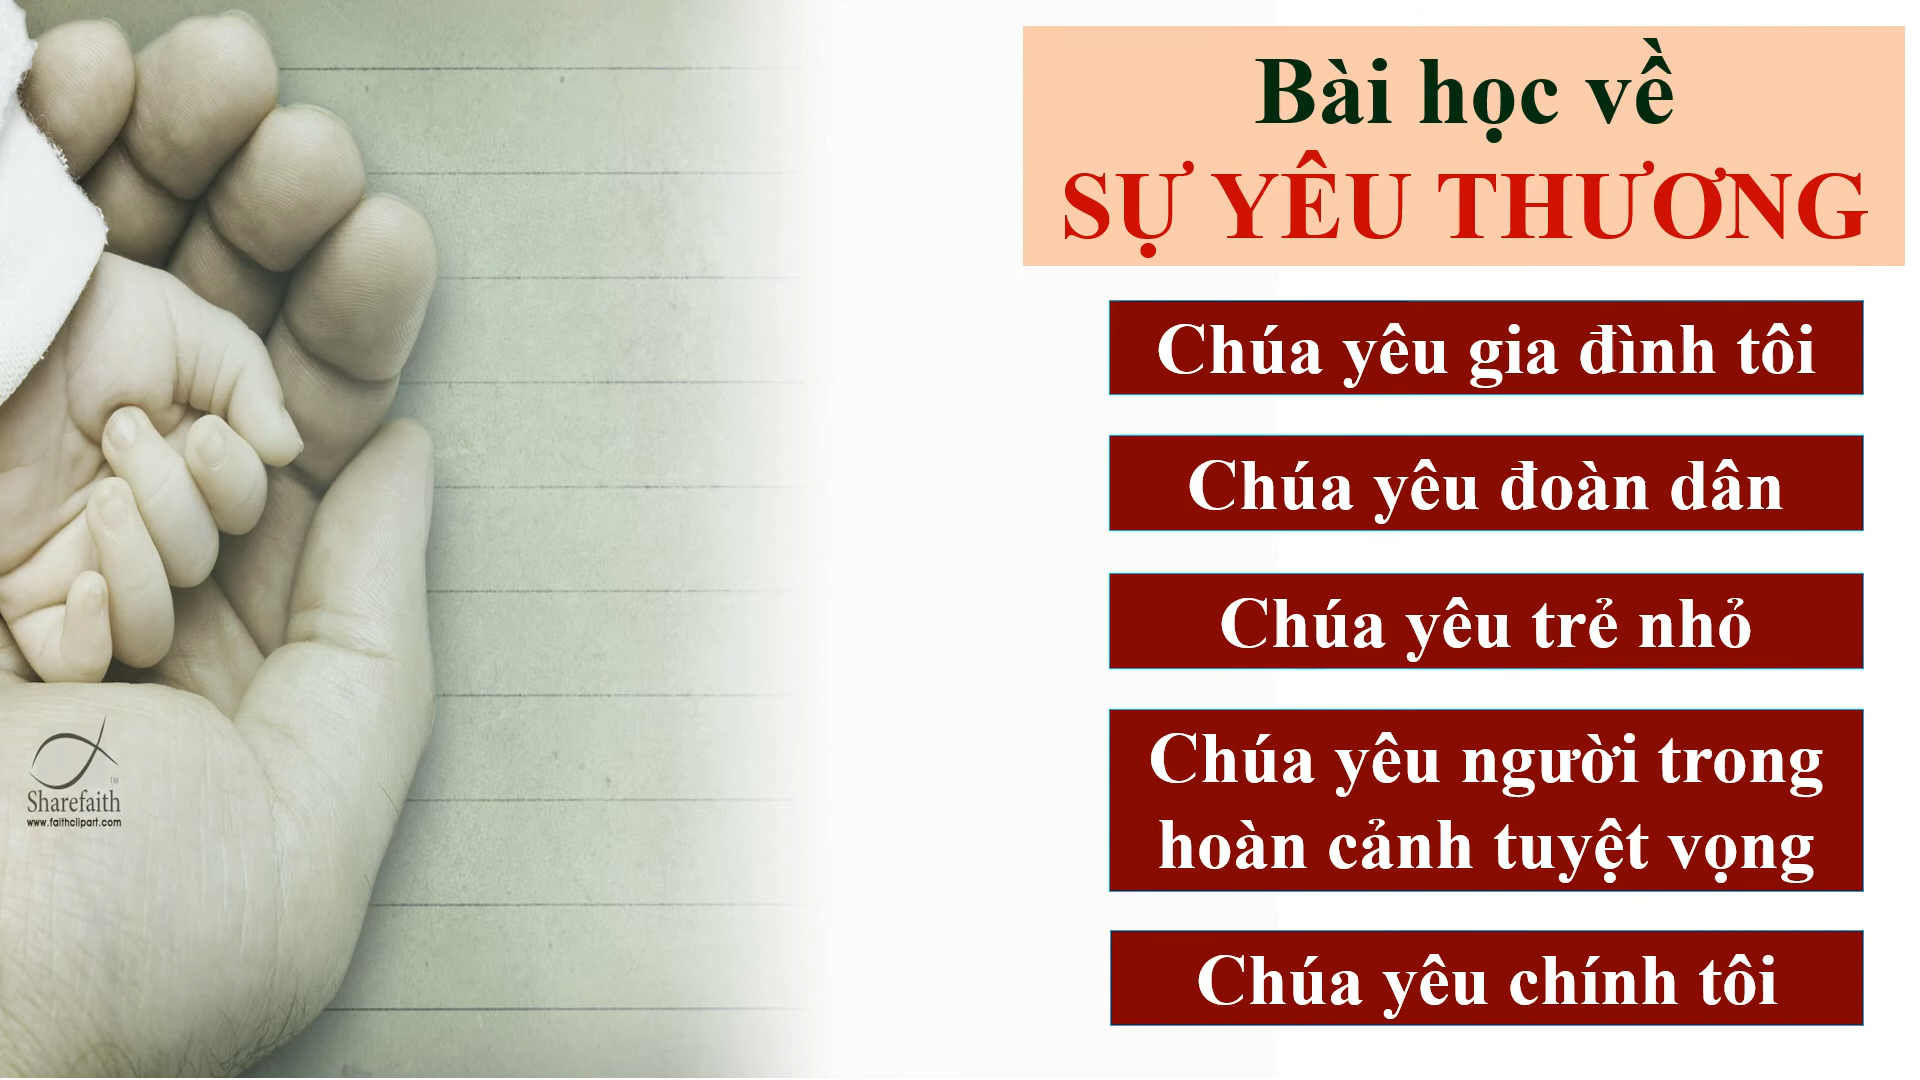 Bài học về
SỰ YÊU THƯƠNG
Chúa yêu gia đình tôi
Chúa yêu đoàn dân
Chúa yêu trẻ nhỏ
Chúa yêu người trong
hoàn cảnh tuyệt vọng
Chúa yêu chính tôi
TM
Sharefaith
www.faithclipart.com